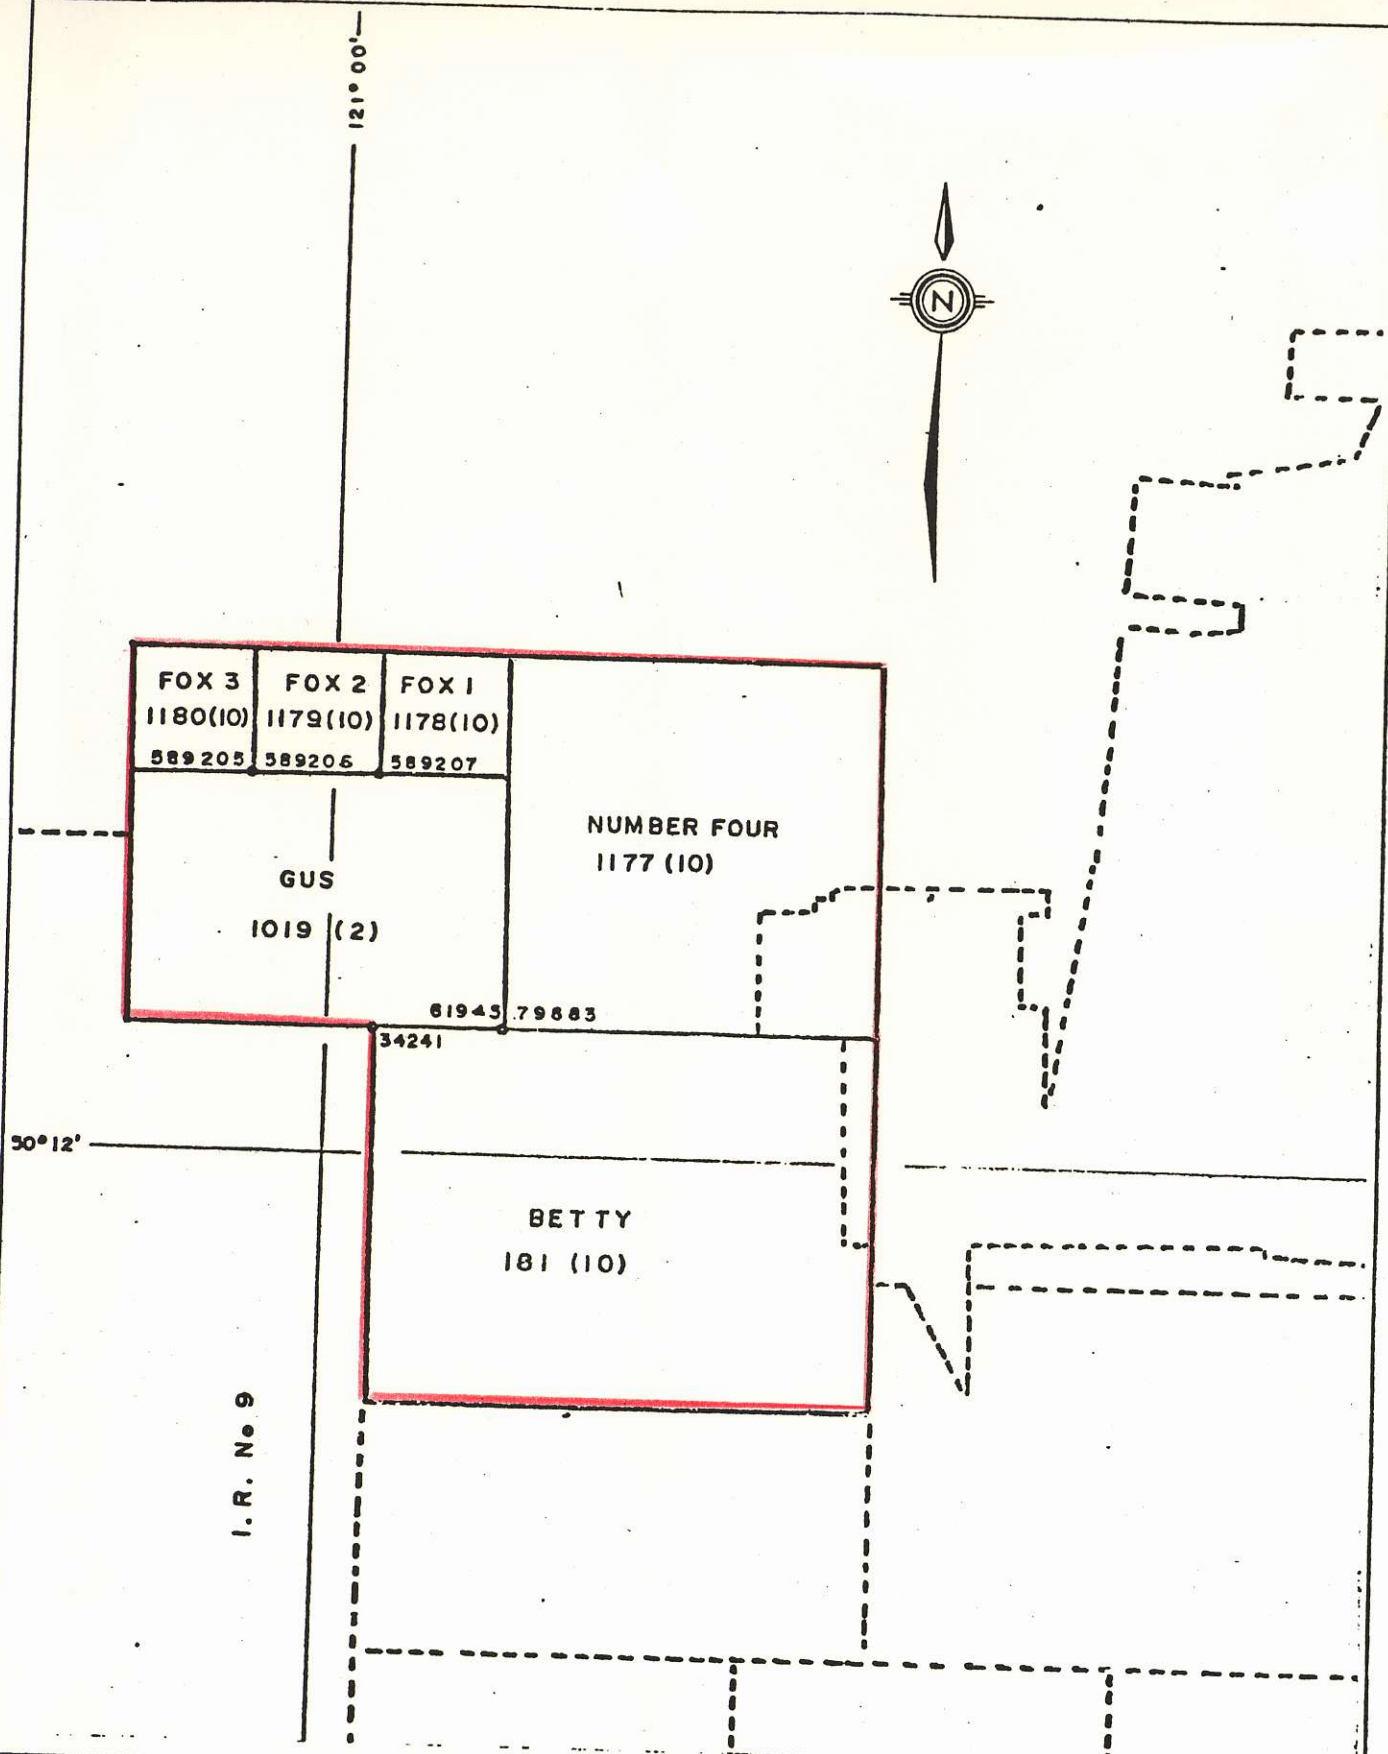 121° 00'
N
FOX 3
1180(10)
589205
FOX 2
1179(10)
589206
FOX 1
1178(10)
589207
NUMBER FOUR
1177 (10)
GUS
1019 (2)
61945
79683
34241
50° 12'
BETTY
181 (10)
I.R. No 9